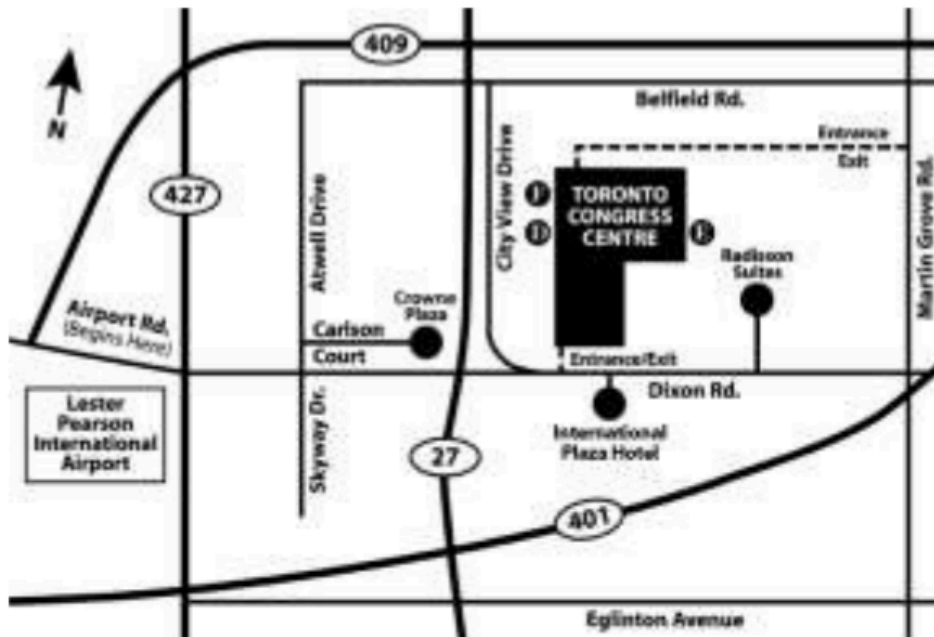 409
Belfield Rd.
N
Entrance
Exit
427
City View Drive
TORONTO
CONGRESS
CENTRE
Atwell Drive
Martin Grove Rd.
Radisson
Suites
Crowne
Plaza
Airport Rd.
(Begins Here)
Carlson
Court
Entrance/Exit
Dixon Rd.
Lester
Pearson
International
Airport
Skyway Dr.
27
International
Plaza Hotel
401
Eglinton Avenue